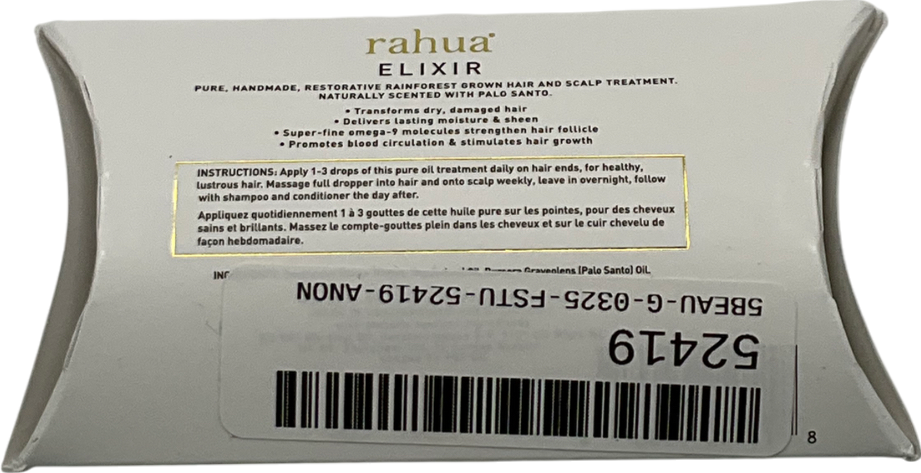 rahua
ELIXIR
PURE, HANDMADE, RESTORATIVE RAINFOREST GROWN HAIR AND SCALP TREATMENT.
NATURALLY SCENTED WITH PALO SANTO.
• Transforms dry, damaged hair
• Delivers lasting moisture & sheen
• Super-fine omega-9 molecules strengthen hair follicle
• Promotes blood circulation & stimulates hair growth
INSTRUCTIONS: Apply 1-3 drops of this pure oil treatment daily on hair ends, for healthy,
lustrous hair. Massage full dropper into hair and onto scalp weekly, leave in overnight, follow
with shampoo and conditioner the day after.
Appliquez quotidiennement 1 à 3 gouttes de cette huile pure sur les pointes, pour des cheveux
sains et brillants. Massez le compte-gouttes plein dans les cheveux et sur le cuir chevelu de
façon hebdomadaire.
Graveolens (Palo Santo) Oil.
5BEAU-G-0325-FSTU-52419-ANON
52419
8